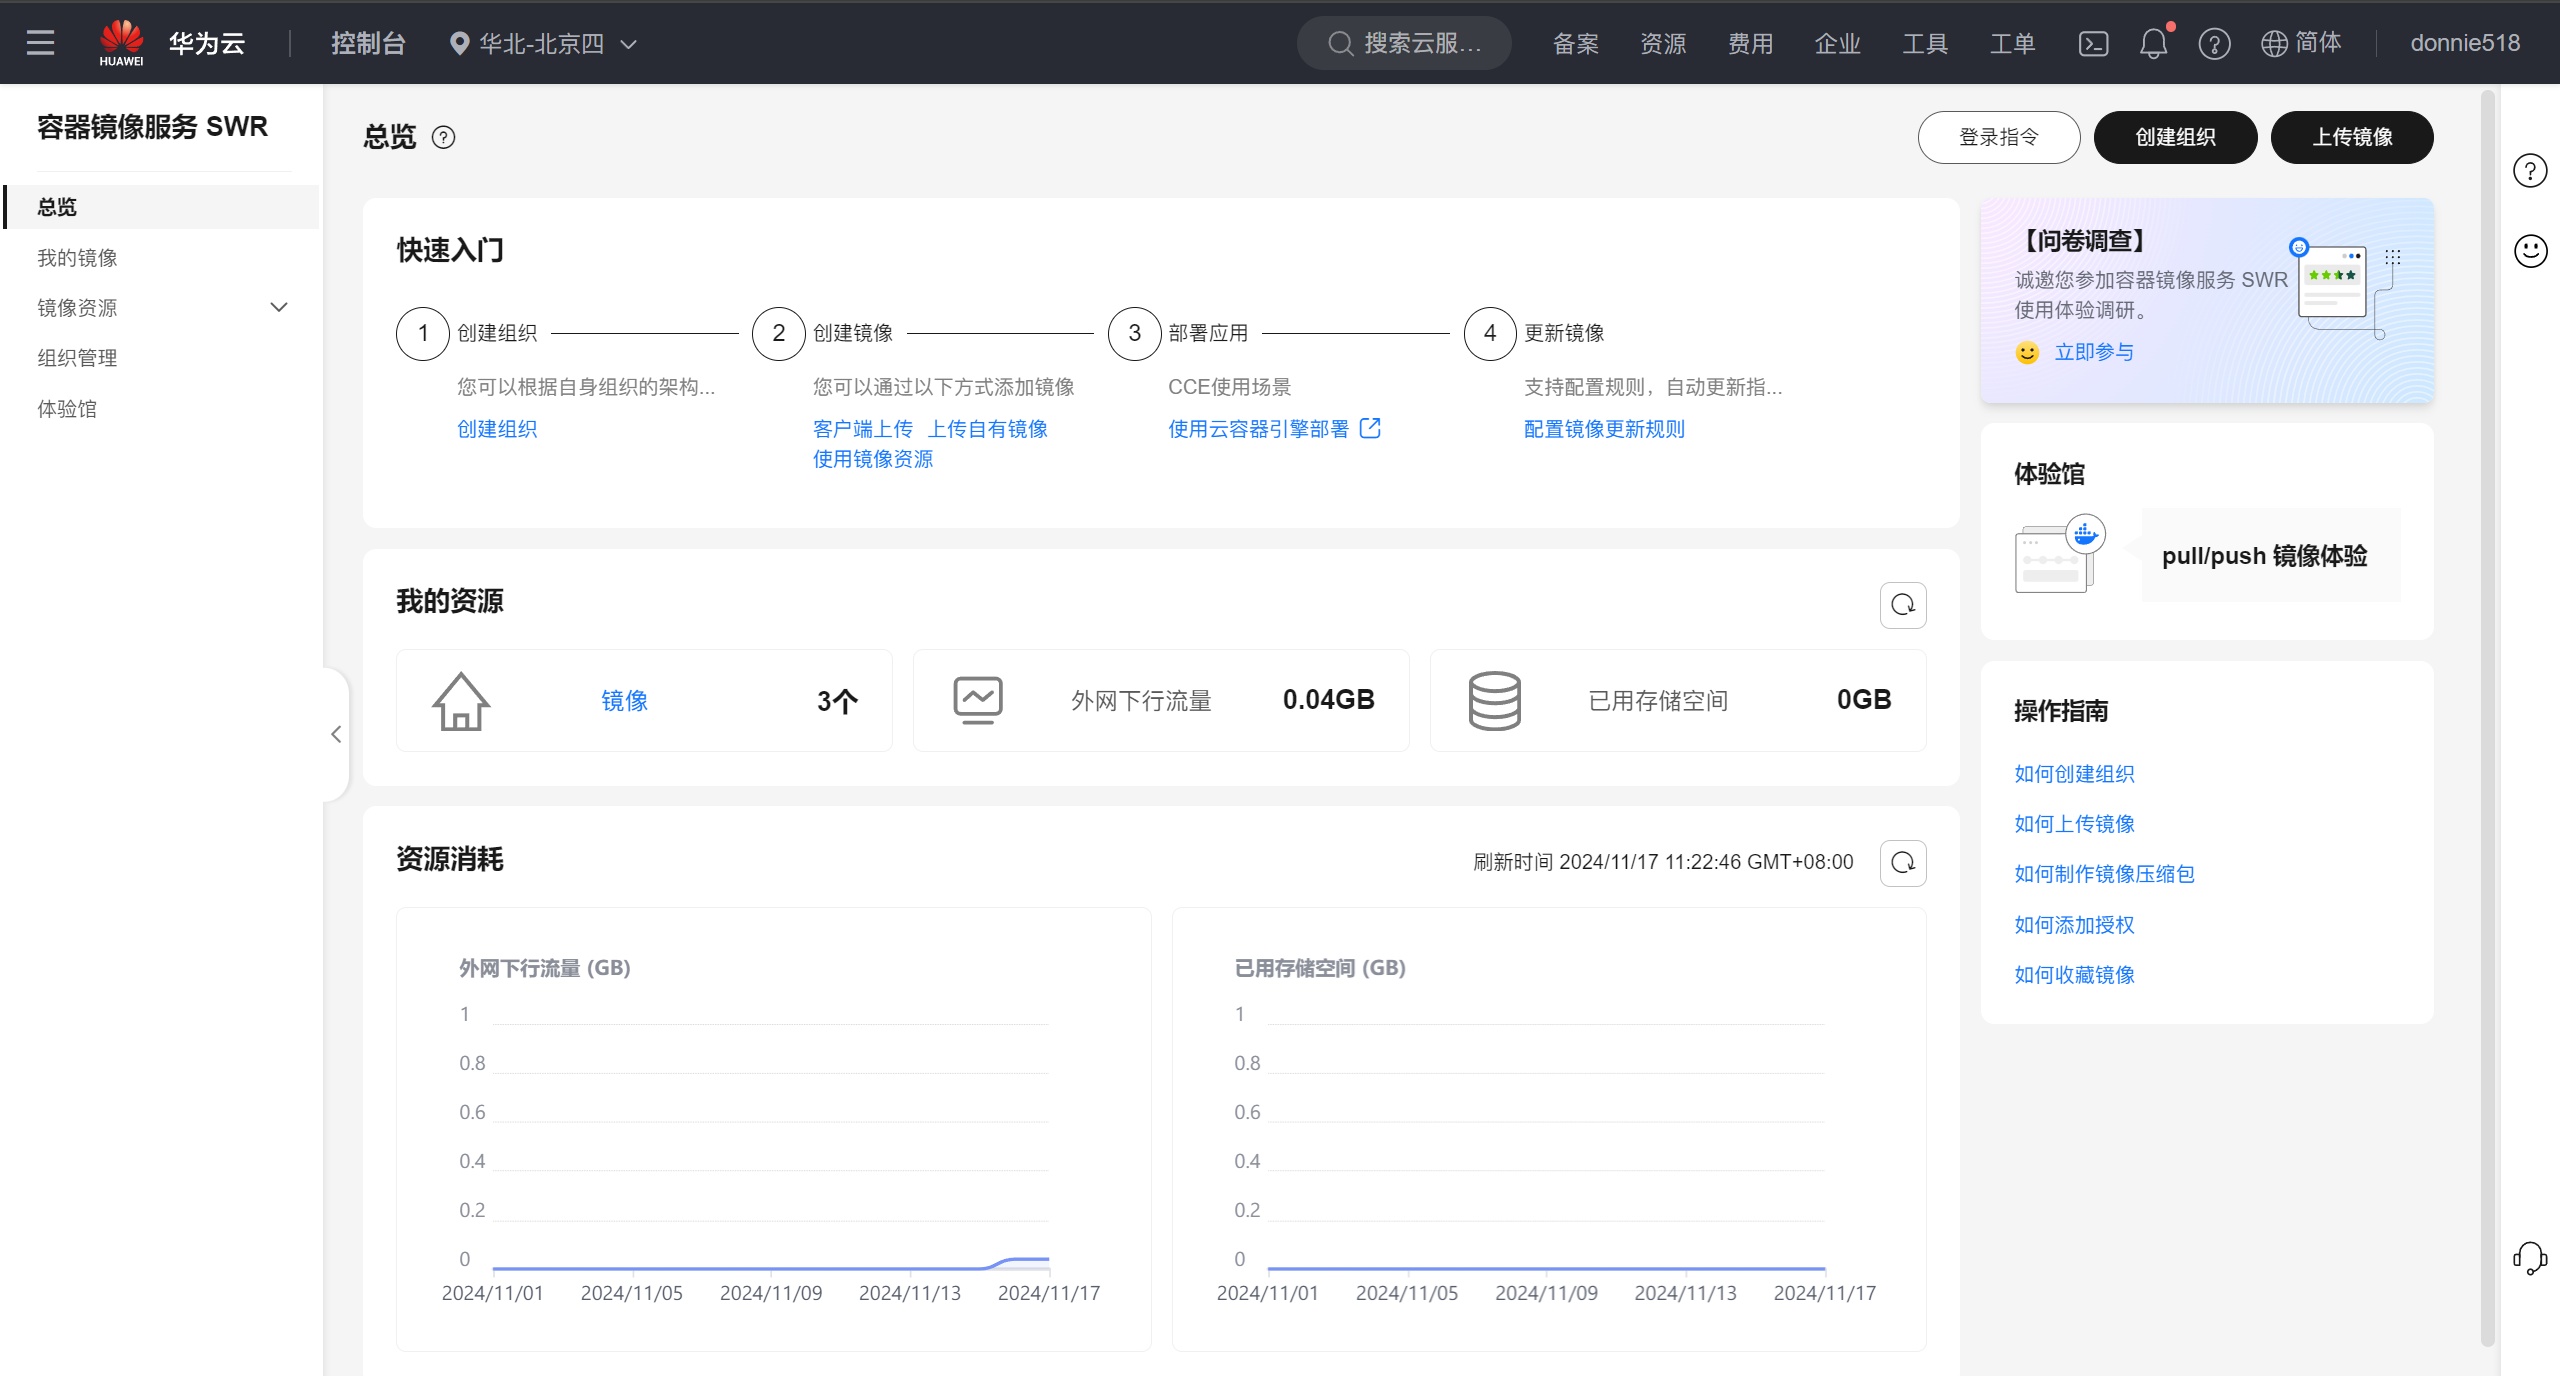 HUAWEI
华为云
控制台
华北-北京四
搜索云服...
备案
资源
费用
企业
工具
工单
简体
donnie518
容器镜像服务 SWR
总览
我的镜像
镜像资源
组织管理
体验馆
总览
登录指令
创建组织
上传镜像
快速入门
1 创建组织
您可以根据自身组织的架构...
创建组织
2 创建镜像
您可以通过以下方式添加镜像
客户端上传 上传自有镜像
使用镜像资源
3 部署应用
CCE使用场景
使用云容器引擎部署
4 更新镜像
支持配置规则，自动更新指...
配置镜像更新规则
我的资源
镜像 3个
外网下行流量 0.04GB
已用存储空间 0GB
资源消耗
刷新时间 2024/11/17 11:22:46 GMT+08:00
外网下行流量 (GB)
1
0.8
0.6
0.4
0.2
0
2024/11/01 2024/11/05 2024/11/09 2024/11/13 2024/11/17
已用存储空间 (GB)
1
0.8
0.6
0.4
0.2
0
2024/11/01 2024/11/05 2024/11/09 2024/11/13 2024/11/17
【问卷调查】
诚邀您参加容器镜像服务 SWR
使用体验调研。
立即参与
体验馆
pull/push 镜像体验
操作指南
如何创建组织
如何上传镜像
如何制作镜像压缩包
如何添加授权
如何收藏镜像